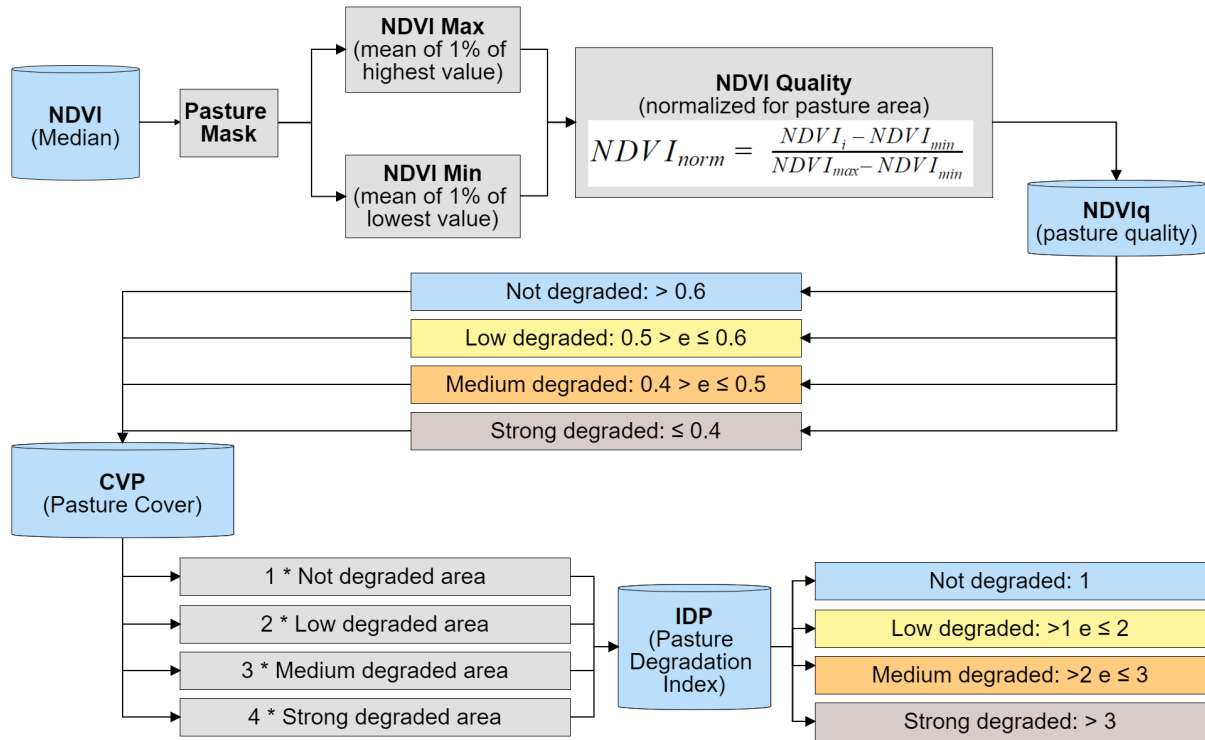 NDVI
(Median)
Pasture
Mask
NDVI Max
(mean of 1% of
highest value)
NDVI Min
(mean of 1% of
lowest value)
NDVI Quality
(normalized for pasture area)
NDVI_norm = (NDVI_i − NDVI_min) / (NDVI_max − NDVI_min)
NDVIq
(pasture quality)
Not degraded: > 0.6
Low degraded: 0.5 > e ≤ 0.6
Medium degraded: 0.4 > e ≤ 0.5
Strong degraded: ≤ 0.4
CVP
(Pasture Cover)
1 * Not degraded area
2 * Low degraded area
3 * Medium degraded area
4 * Strong degraded area
IDP
(Pasture
Degradation
Index)
Not degraded: 1
Low degraded: >1 e ≤ 2
Medium degraded: >2 e ≤ 3
Strong degraded: > 3